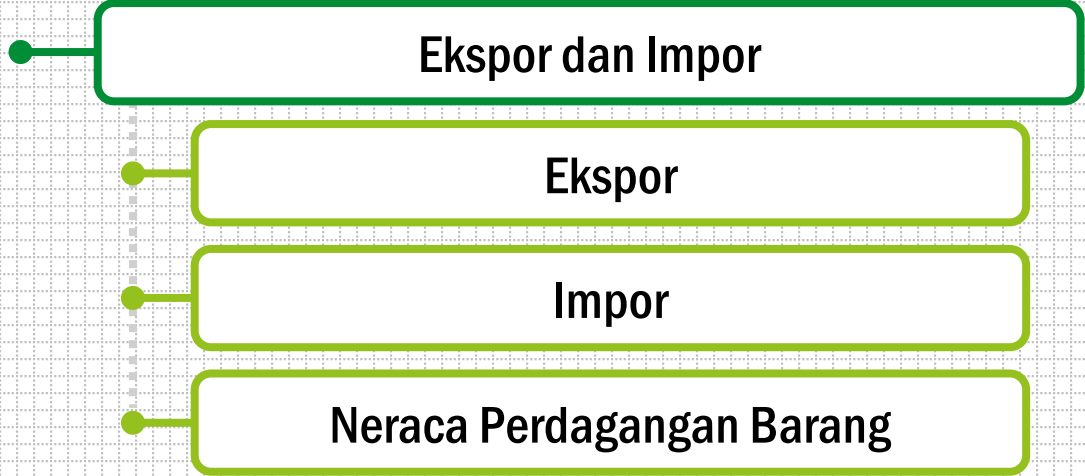 Ekspor dan Impor
Ekspor
Impor
Neraca Perdagangan Barang